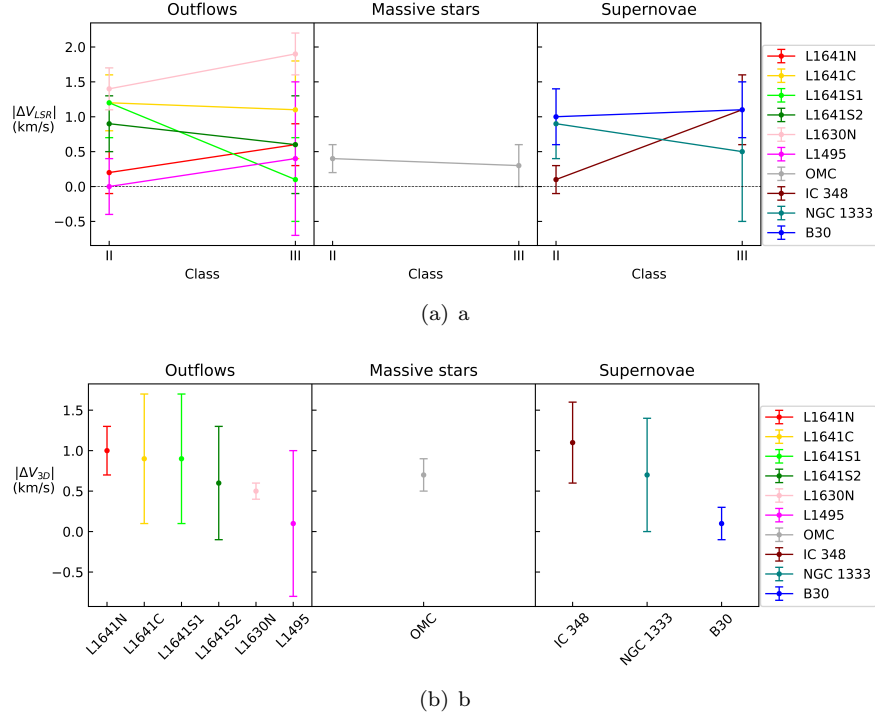 Outflows Massive stars Supernovae
|ΔV_LSR|
(km/s)
2.0
1.5
1.0
0.5
0.0
−0.5
II III II III II III
Class Class Class
L1641N
L1641C
L1641S1
L1641S2
L1630N
L1495
OMC
IC 348
NGC 1333
B30
(a) a
Outflows Massive stars Supernovae
|ΔV_3D|
(km/s)
1.5
1.0
0.5
0.0
−0.5
L1641N L1641C L1641S1 L1641S2 L1630N L1495 OMC IC 348 NGC 1333 B30
L1641N
L1641C
L1641S1
L1641S2
L1630N
L1495
OMC
IC 348
NGC 1333
B30
(b) b